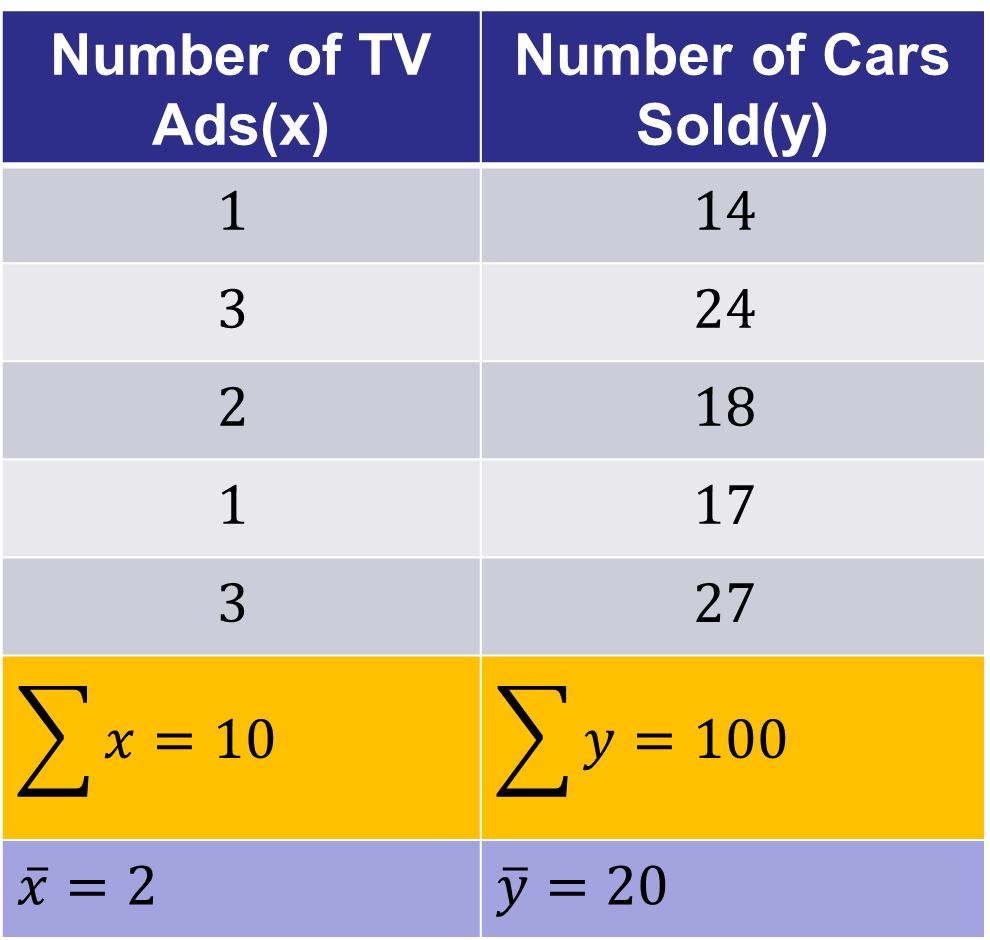 Number of TV Ads(x) Number of Cars Sold(y)
1 14
3 24
2 18
1 17
3 27
∑ x = 10 ∑ y = 100
x̄ = 2 ȳ = 20